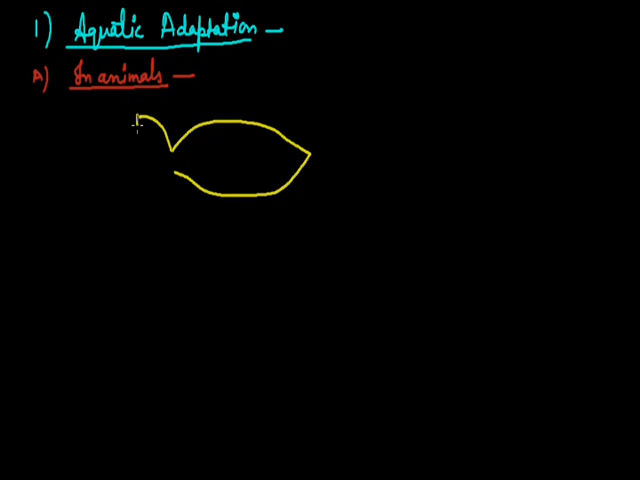 1) Aquatic Adaptation –
A) In animals –